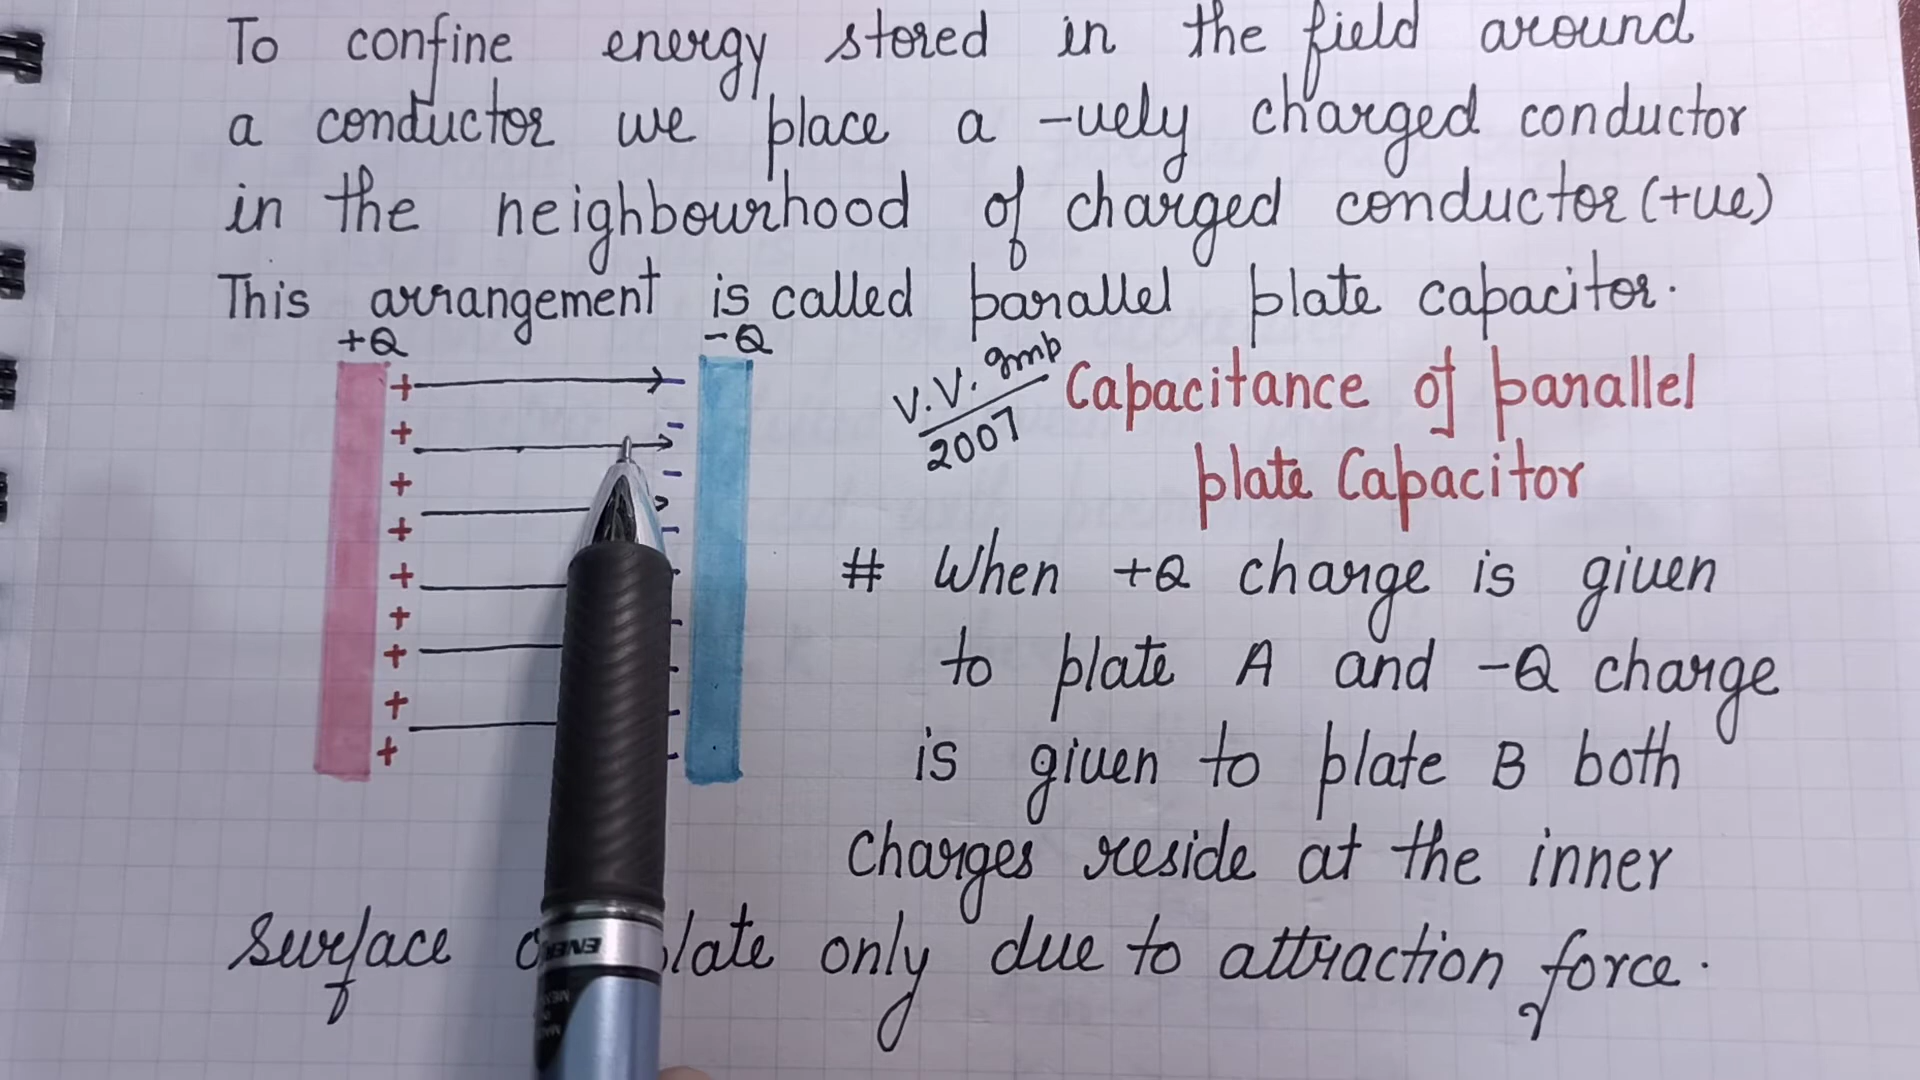 To confine energy stored in the field around
a conductor we place a -vely charged conductor
in the neighbourhood of charged conductor (+ve)
This arrangement is called parallel plate capacitor.
+Q -Q
V.V. Imp
2007
Capacitance of parallel
plate Capacitor
# When +Q charge is given
to plate A and -Q charge
is given to plate B both
charges reside at the inner
surface plate only due to attraction force.